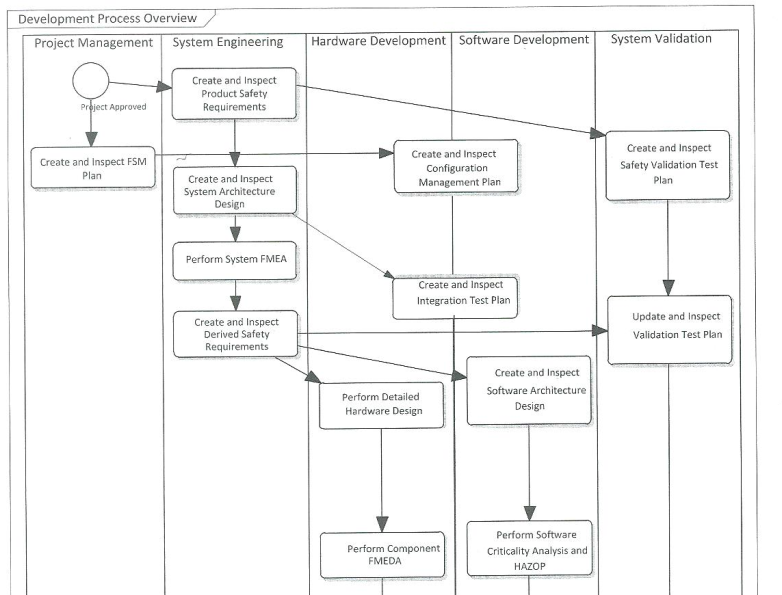 Development Process Overview
Project Management
System Engineering
Hardware Development
Software Development
System Validation
Project Approved
Create and Inspect
Product Safety
Requirements
Create and Inspect FSM
Plan
Create and Inspect
Configuration
Management Plan
Create and Inspect
Safety Validation Test
Plan
Create and Inspect
System Architecture
Design
Perform System FMEA
Create and Inspect
Integration Test Plan
Create and Inspect
Derived Safety
Requirements
Update and Inspect
Validation Test Plan
Create and Inspect
Software Architecture
Design
Perform Detailed
Hardware Design
Perform Component
FMEDA
Perform Software
Criticality Analysis and
HAZOP